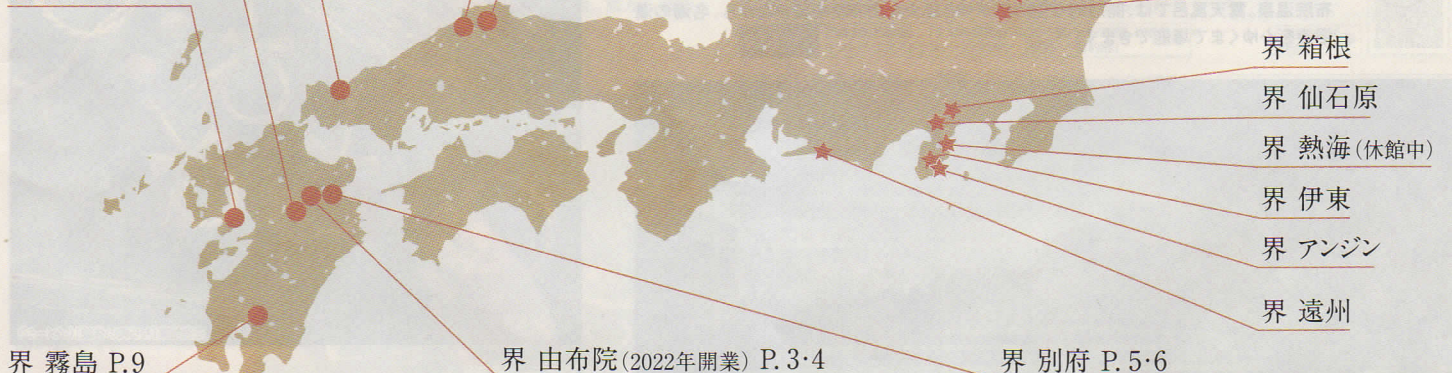 界 箱根
界 仙石原
界 熱海(休館中)
界 伊東
界 アンジン
界 遠州
界 霧島 P.9
界 由布院(2022年開業) P.3·4
界 別府 P.5·6